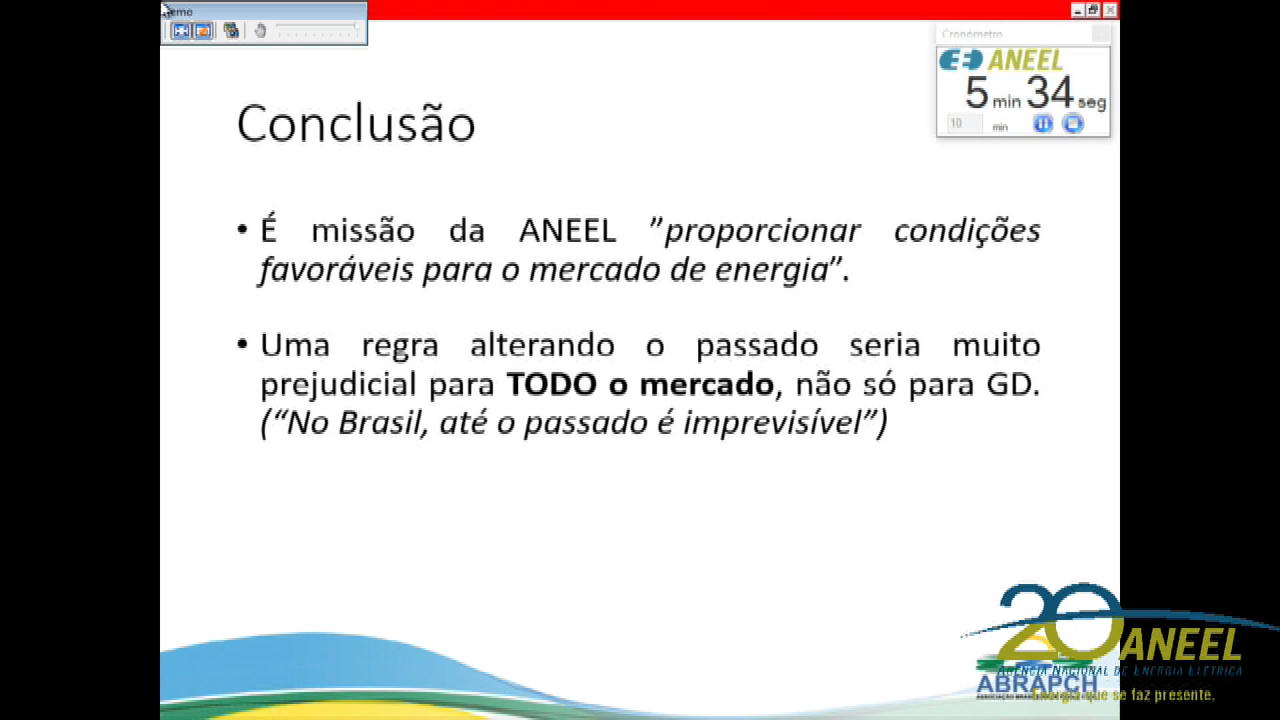 emo
Cronómetro
ANEEL
5 min 34 seg
10 min
Conclusão
• É missão da ANEEL ”proporcionar condições
favoráveis para o mercado de energia”.
• Uma regra alterando o passado seria muito
prejudicial para TODO o mercado, não só para GD.
(“No Brasil, até o passado é imprevisível”)
20 ANEEL
AGÊNCIA NACIONAL DE ENERGIA ELÉTRICA
ABRAPCH
Energia que se faz presente.